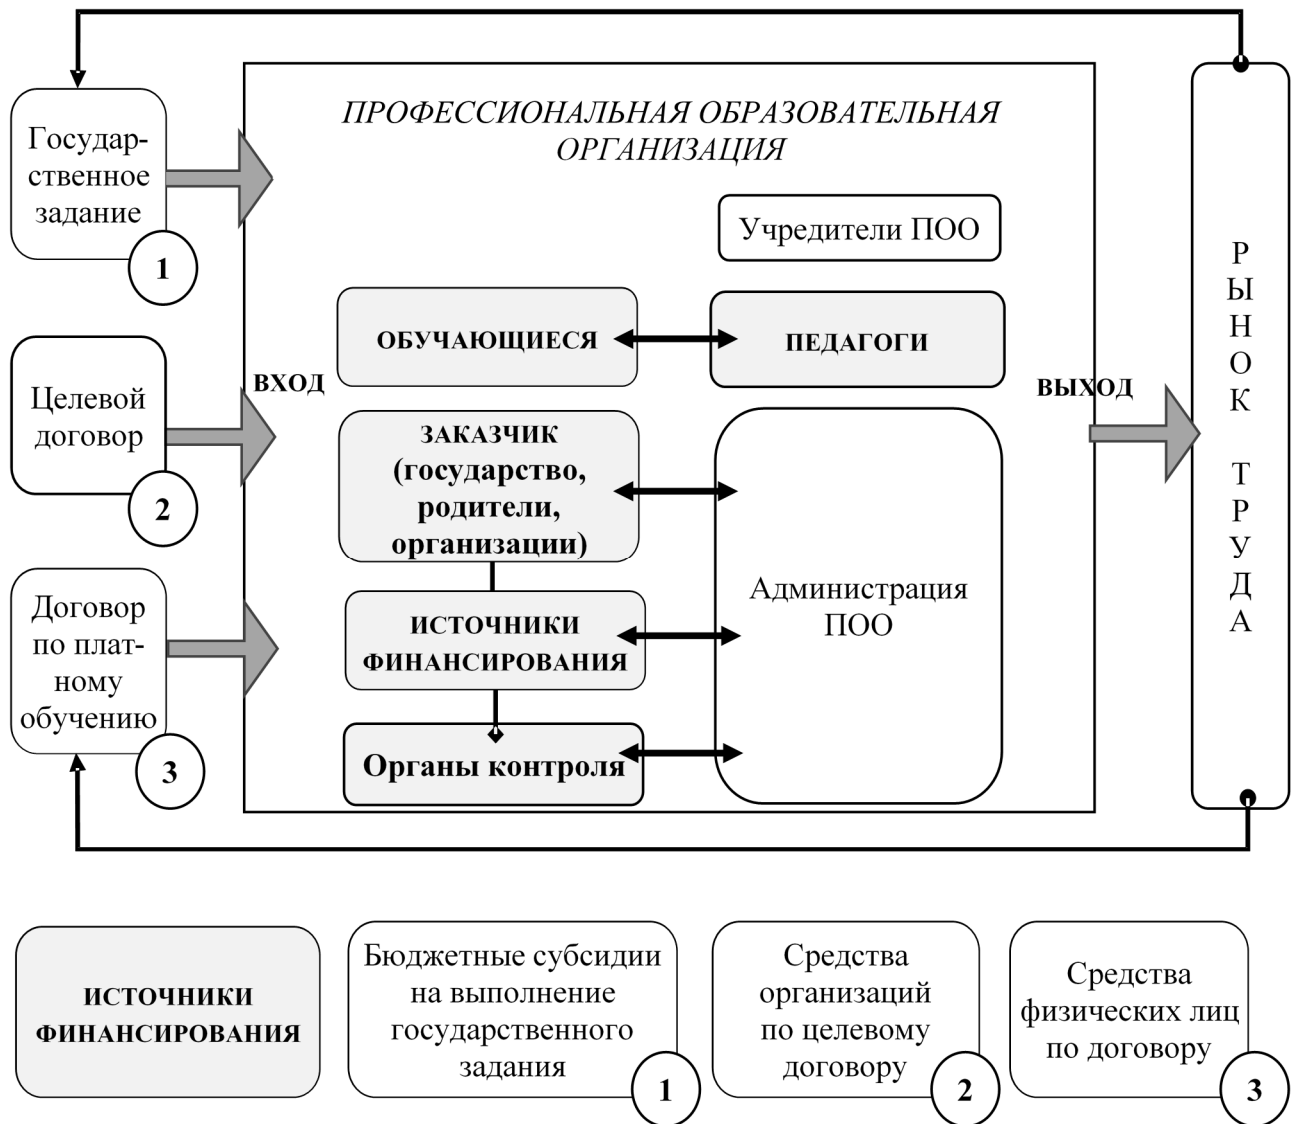 Государ-
ственное
задание
1
Целевой
договор
2
Договор
по плат-
ному
обучению
3
ПРОФЕССИОНАЛЬНАЯ ОБРАЗОВАТЕЛЬНАЯ
ОРГАНИЗАЦИЯ
Учредители ПОО
ОБУЧАЮЩИЕСЯ
ПЕДАГОГИ
ВХОД
ВЫХОД
ЗАКАЗЧИК
(государство,
родители,
организации)
Администрация
ПОО
ИСТОЧНИКИ
ФИНАНСИРОВАНИЯ
Органы контроля
Р
Ы
Н
О
К
Т
Р
У
Д
А
ИСТОЧНИКИ
ФИНАНСИРОВАНИЯ
Бюджетные субсидии
на выполнение
государственного
задания
1
Средства
организаций
по целевому
договору
2
Средства
физических лиц
по договору
3